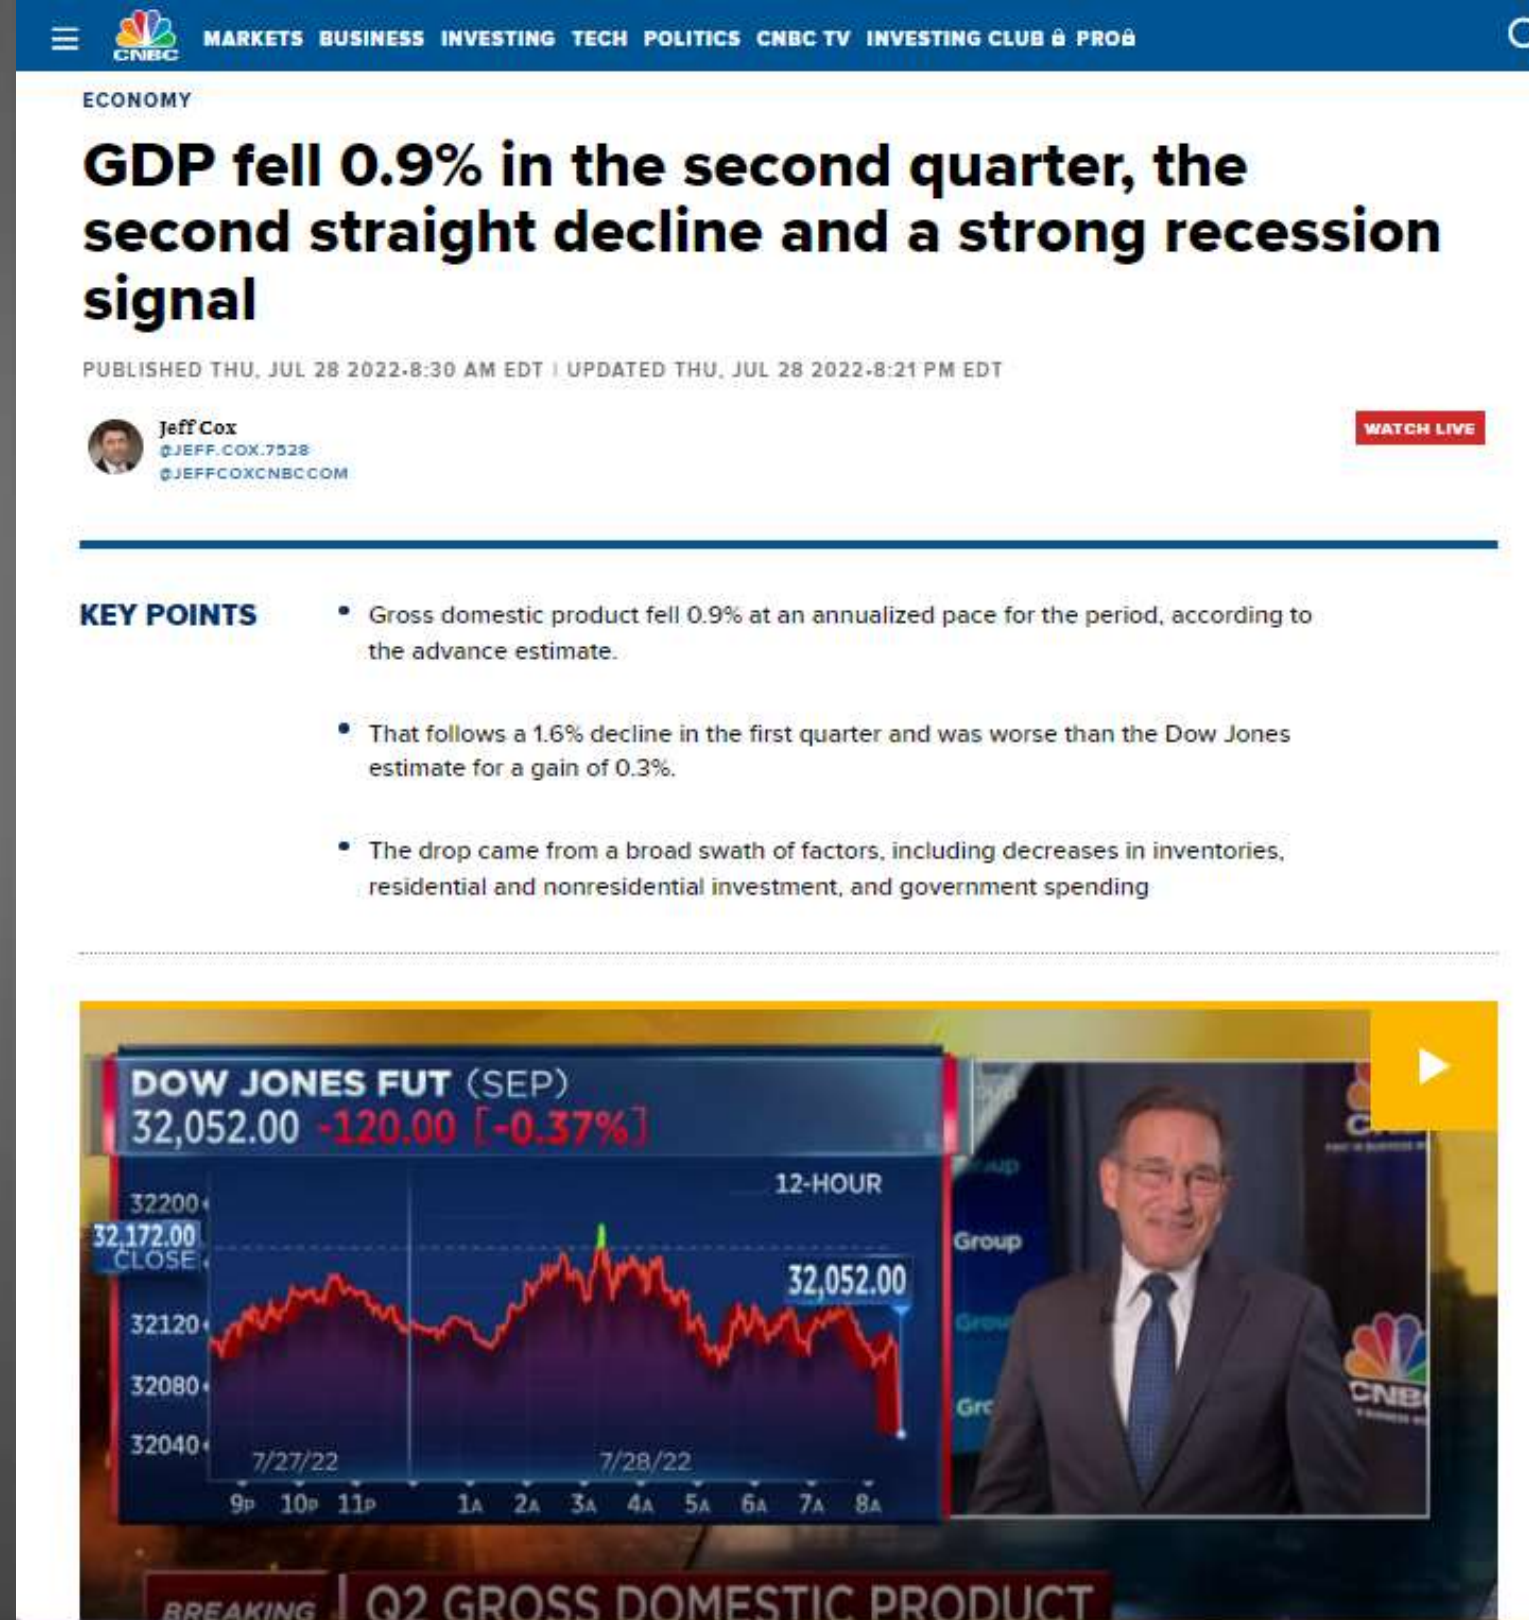 CNBC
MARKETS BUSINESS INVESTING TECH POLITICS CNBC TV INVESTING CLUB PRO
ECONOMY
GDP fell 0.9% in the second quarter, the
second straight decline and a strong recession
signal
PUBLISHED THU, JUL 28 2022•8:30 AM EDT | UPDATED THU, JUL 28 2022•8:21 PM EDT
Jeff Cox
@JEFF.COX.7528
@JEFFCOXCNBCCOM
WATCH LIVE
KEY POINTS
• Gross domestic product fell 0.9% at an annualized pace for the period, according to
the advance estimate.
• That follows a 1.6% decline in the first quarter and was worse than the Dow Jones
estimate for a gain of 0.3%.
• The drop came from a broad swath of factors, including decreases in inventories,
residential and nonresidential investment, and government spending
DOW JONES FUT (SEP)
32,052.00 -120.00 [-0.37%]
12-HOUR
32200
32,172.00
CLOSE
32,052.00
32120
32080
32040
7/27/22 7/28/22
9P 10P 11P 1A 2A 3A 4A 5A 6A 7A 8A
Group
CNBC
BREAKING
Q2 GROSS DOMESTIC PRODUCT